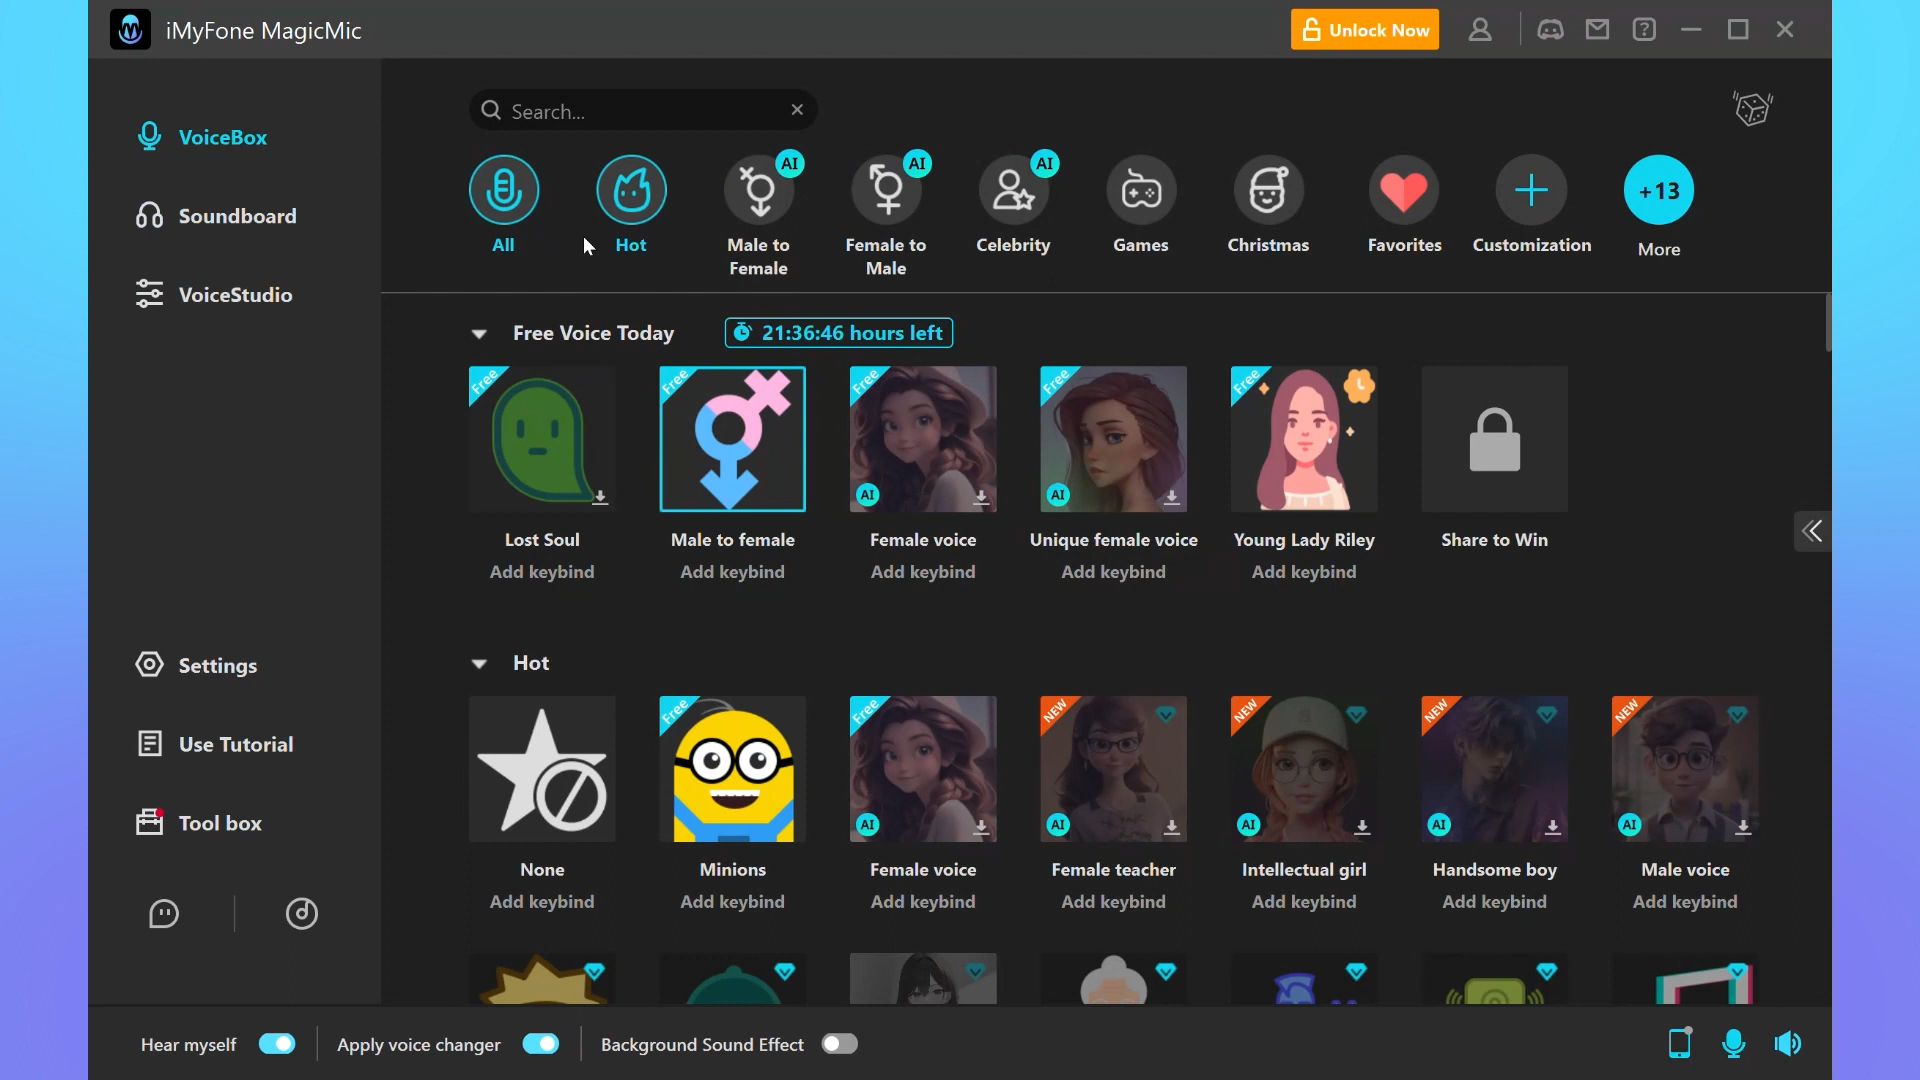 iMyFone MagicMic
Unlock Now
VoiceBox
Soundboard
VoiceStudio
Settings
Use Tutorial
Tool box
Search...
All
Hot
AI
Male to
Female
AI
Female to
Male
AI
Celebrity
Games
Christmas
Favorites
Customization
+13
More
Free Voice Today
21:36:46 hours left
Free
Lost Soul
Add keybind
Free
Male to female
Add keybind
Free
AI
Female voice
Add keybind
Free
AI
Unique female voice
Add keybind
Free
Young Lady Riley
Add keybind
Share to Win
Hot
None
Add keybind
Free
Minions
Add keybind
Free
AI
Female voice
Add keybind
NEW
AI
Female teacher
Add keybind
NEW
AI
Intellectual girl
Add keybind
NEW
AI
Handsome boy
Add keybind
NEW
AI
Male voice
Add keybind
Hear myself
Apply voice changer
Background Sound Effect